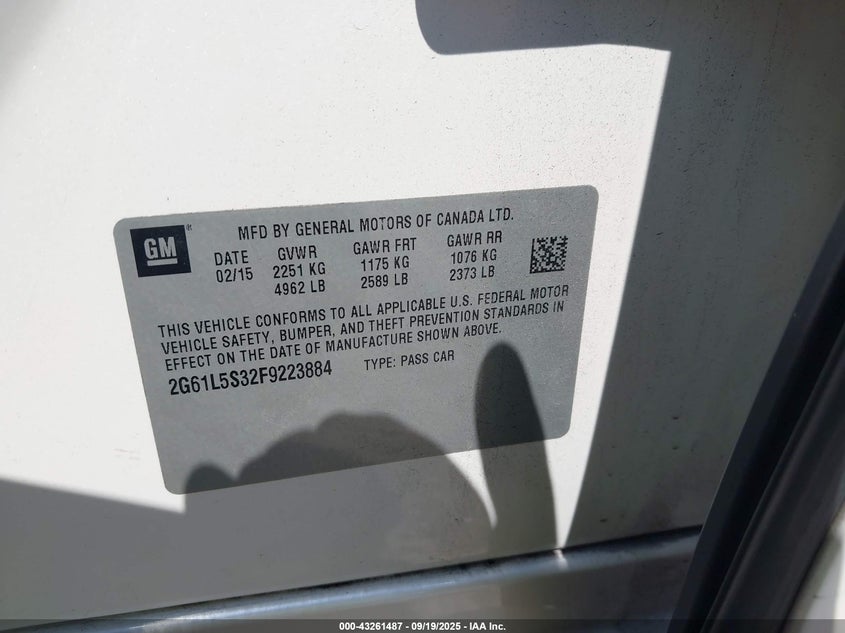 GM
MFD BY GENERAL MOTORS OF CANADA LTD.
DATE GVWR GAWR FRT GAWR RR
02/15 2251 KG 1175 KG 1076 KG
4962 LB 2589 LB 2373 LB
THIS VEHICLE CONFORMS TO ALL APPLICABLE U.S. FEDERAL MOTOR
VEHICLE SAFETY, BUMPER, AND THEFT PREVENTION STANDARDS IN
EFFECT ON THE DATE OF MANUFACTURE SHOWN ABOVE.
2G61L5S32F9223884 TYPE: PASS CAR
000-43261487 - 09/19/2025 - IAA Inc.